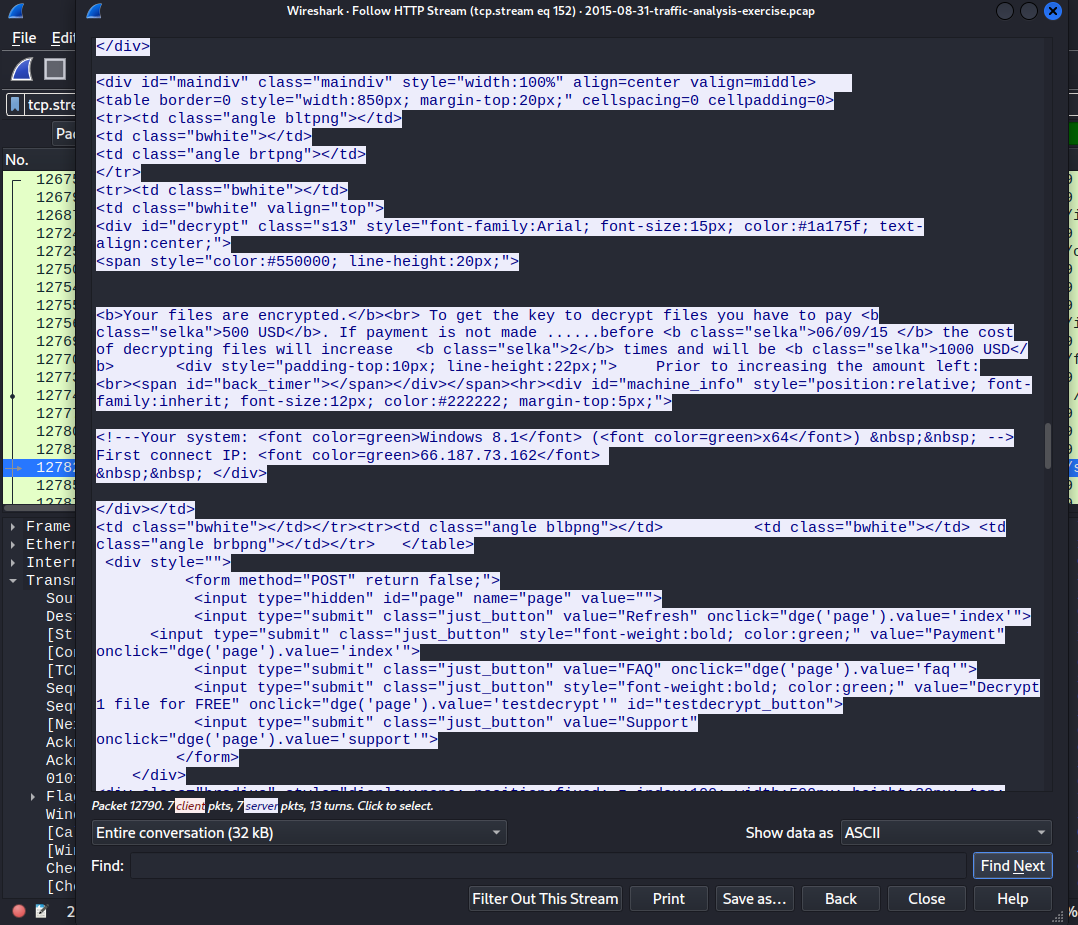 Wireshark · Follow HTTP Stream (tcp.stream eq 152) · 2015-08-31-traffic-analysis-exercise.pcap
File Edit
tcp.stre
Pac
No.
12675
12679
12687
12724
12725
12750
12754
12755
12756
12769
12770
12773
12774
12777
12780
12781
12782
12785
12787
Frame
Ethern
Intern
Transm
Sou
Des
[St
[Co
[TC
Seq
Seq
[Ne
Ack
Ack
010
Fla
Win
[Ca
[Wi
Che
[Ch
</div>
<div id="maindiv" class="maindiv" style="width:100%" align=center valign=middle>
<table border=0 style="width:850px; margin-top:20px;" cellspacing=0 cellpadding=0>
<tr><td class="angle bltpng"></td>
<td class="bwhite"></td>
<td class="angle brtpng"></td>
</tr>
<tr><td class="bwhite"></td>
<td class="bwhite" valign="top">
<div id="decrypt" class="s13" style="font-family:Arial; font-size:15px; color:#1a175f; text-
align:center;">
<span style="color:#550000; line-height:20px;">
<b>Your files are encrypted.</b><br> To get the key to decrypt files you have to pay <b
class="selka">500 USD</b>. If payment is not made ......before <b class="selka">06/09/15 </b> the cost
of decrypting files will increase <b class="selka">2</b> times and will be <b class="selka">1000 USD</
b> <div style="padding-top:10px; line-height:22px;"> Prior to increasing the amount left:
<br><span id="back_timer"></span></div></span><hr><div id="machine_info" style="position:relative; font-
family:inherit; font-size:12px; color:#222222; margin-top:5px;">
<!---Your system: <font color=green>Windows 8.1</font> (<font color=green>x64</font>) &nbsp;&nbsp; -->
First connect IP: <font color=green>66.187.73.162</font>
&nbsp;&nbsp; </div>
</div></td>
<td class="bwhite"></td></tr><tr><td class="angle blbpng"></td> <td class="bwhite"></td> <td
class="angle brbpng"></td></tr> </table>
<div style="">
<form method="POST" return false;">
<input type="hidden" id="page" name="page" value="">
<input type="submit" class="just_button" value="Refresh" onclick="dge('page').value='index'">
<input type="submit" class="just_button" style="font-weight:bold; color:green;" value="Payment"
onclick="dge('page').value='index'">
<input type="submit" class="just_button" value="FAQ" onclick="dge('page').value='faq'">
<input type="submit" class="just_button" style="font-weight:bold; color:green;" value="Decrypt
1 file for FREE" onclick="dge('page').value='testdecrypt'" id="testdecrypt_button">
<input type="submit" class="just_button" value="Support"
onclick="dge('page').value='support'">
</form>
</div>
Packet 12790. 7 client pkts, 7 server pkts, 13 turns. Click to select.
Entire conversation (32 kB)
Show data as ASCII
Find:
Find Next
Filter Out This Stream
Print
Save as…
Back
Close
Help